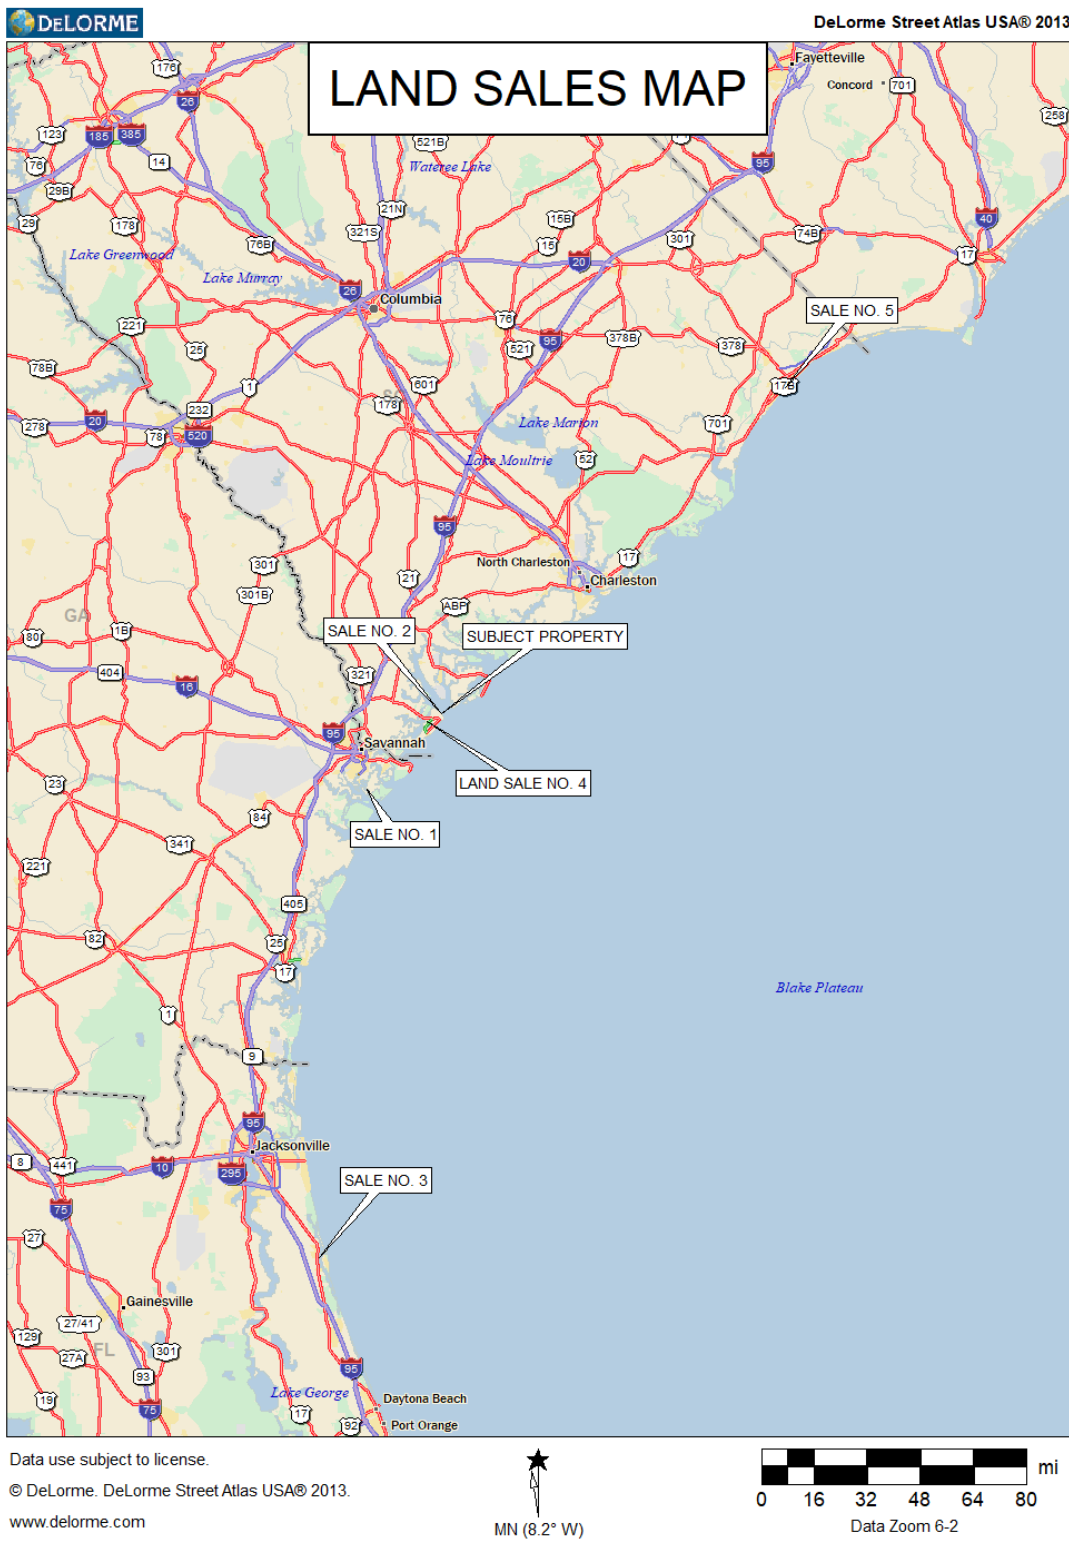 DELORME
DeLorme Street Atlas USA® 2013
LAND SALES MAP
Fayetteville
Concord
701
176
26
258
123
185
385
521B
95
76
14
Wateree Lake
29B
21N
40
29
178
15B
321S
74B
76B
15
301
17
Lake Greenwood
20
Lake Murray
26
Columbia
SALE NO. 5
221
76
378B
378
25
521
95
78B
1
601
17B
SC
178
232
20
278
78
520
Lake Marion
701
Lake Moultrie
52
95
North Charleston
17
301
21
Charleston
301B
ABP
GA
80
1B
SALE NO. 2
SUBJECT PROPERTY
404
321
16
95
Savannah
23
LAND SALE NO. 4
84
SALE NO. 1
341
221
405
82
25
17
Blake Plateau
1
9
95
Jacksonville
8
441
10
295
SALE NO. 3
75
27
Gainesville
27/41
129
FL
27A
301
93
95
19
75
Lake George
Daytona Beach
17
92
Port Orange
Data use subject to license.
© DeLorme. DeLorme Street Atlas USA® 2013.
www.delorme.com
MN (8.2° W)
mi
0 16 32 48 64 80
Data Zoom 6-2